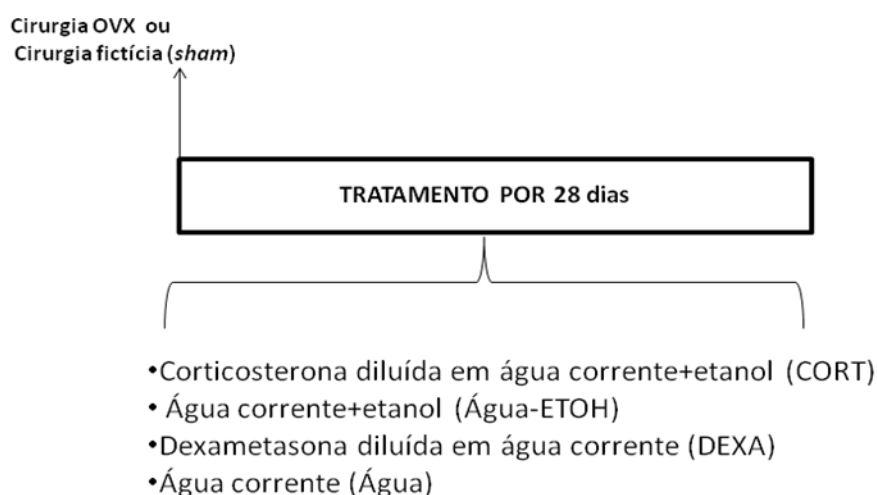 Cirurgia OVX ou
Cirurgia fictícia (sham)
TRATAMENTO POR 28 dias
•Corticosterona diluída em água corrente+etanol (CORT)
• Água corrente+etanol (Água-ETOH)
•Dexametasona diluída em água corrente (DEXA)
•Água corrente (Água)